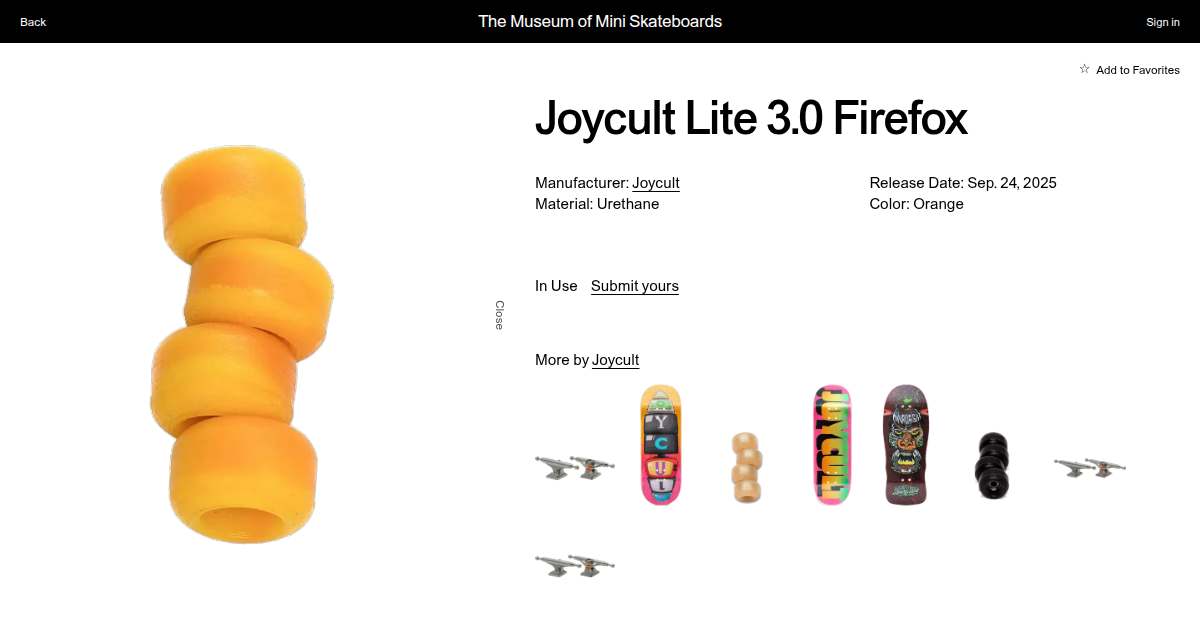 Back
The Museum of Mini Skateboards
Sign in
☆ Add to Favorites
Joycult Lite 3.0 Firefox
Manufacturer: Joycult
Material: Urethane
Release Date: Sep. 24, 2025
Color: Orange
In Use Submit yours
Close
More by Joycult
Y
C
U
L
JOYCULT